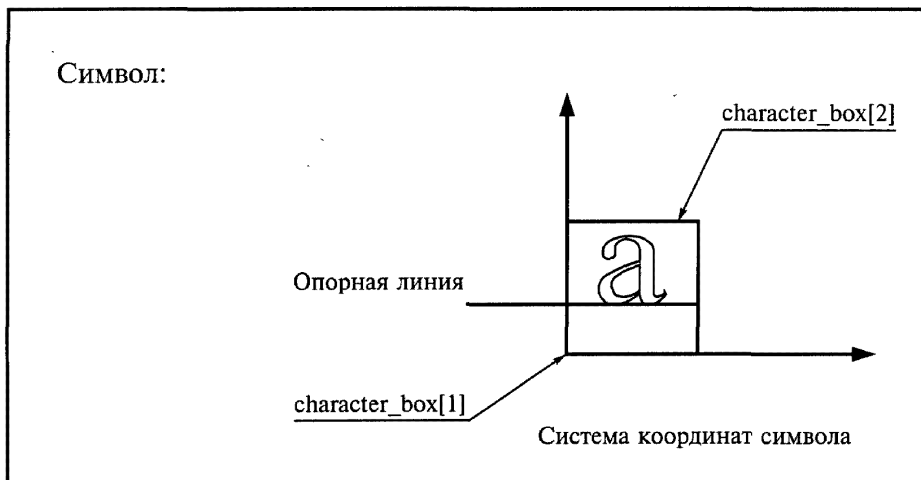 Символ:
character_box[2]
a
Опорная линия
character_box[1]
Система координат символа